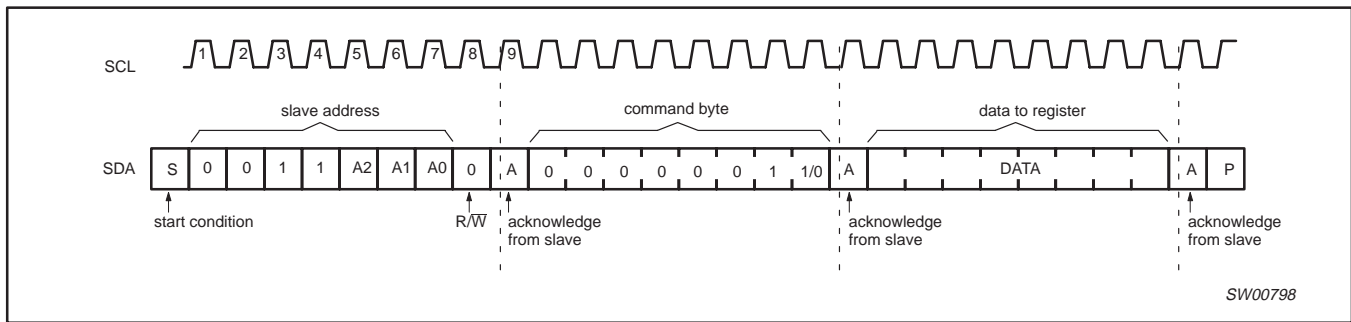 SCL 1 2 3 4 5 6 7 8 9
slave address command byte data to register
SDA S 0 0 1 1 A2 A1 A0 0 A 0 0 0 0 0 0 1 1/0 A DATA A P
start condition R/W̅ acknowledge from slave acknowledge from slave acknowledge from slave
SW00798